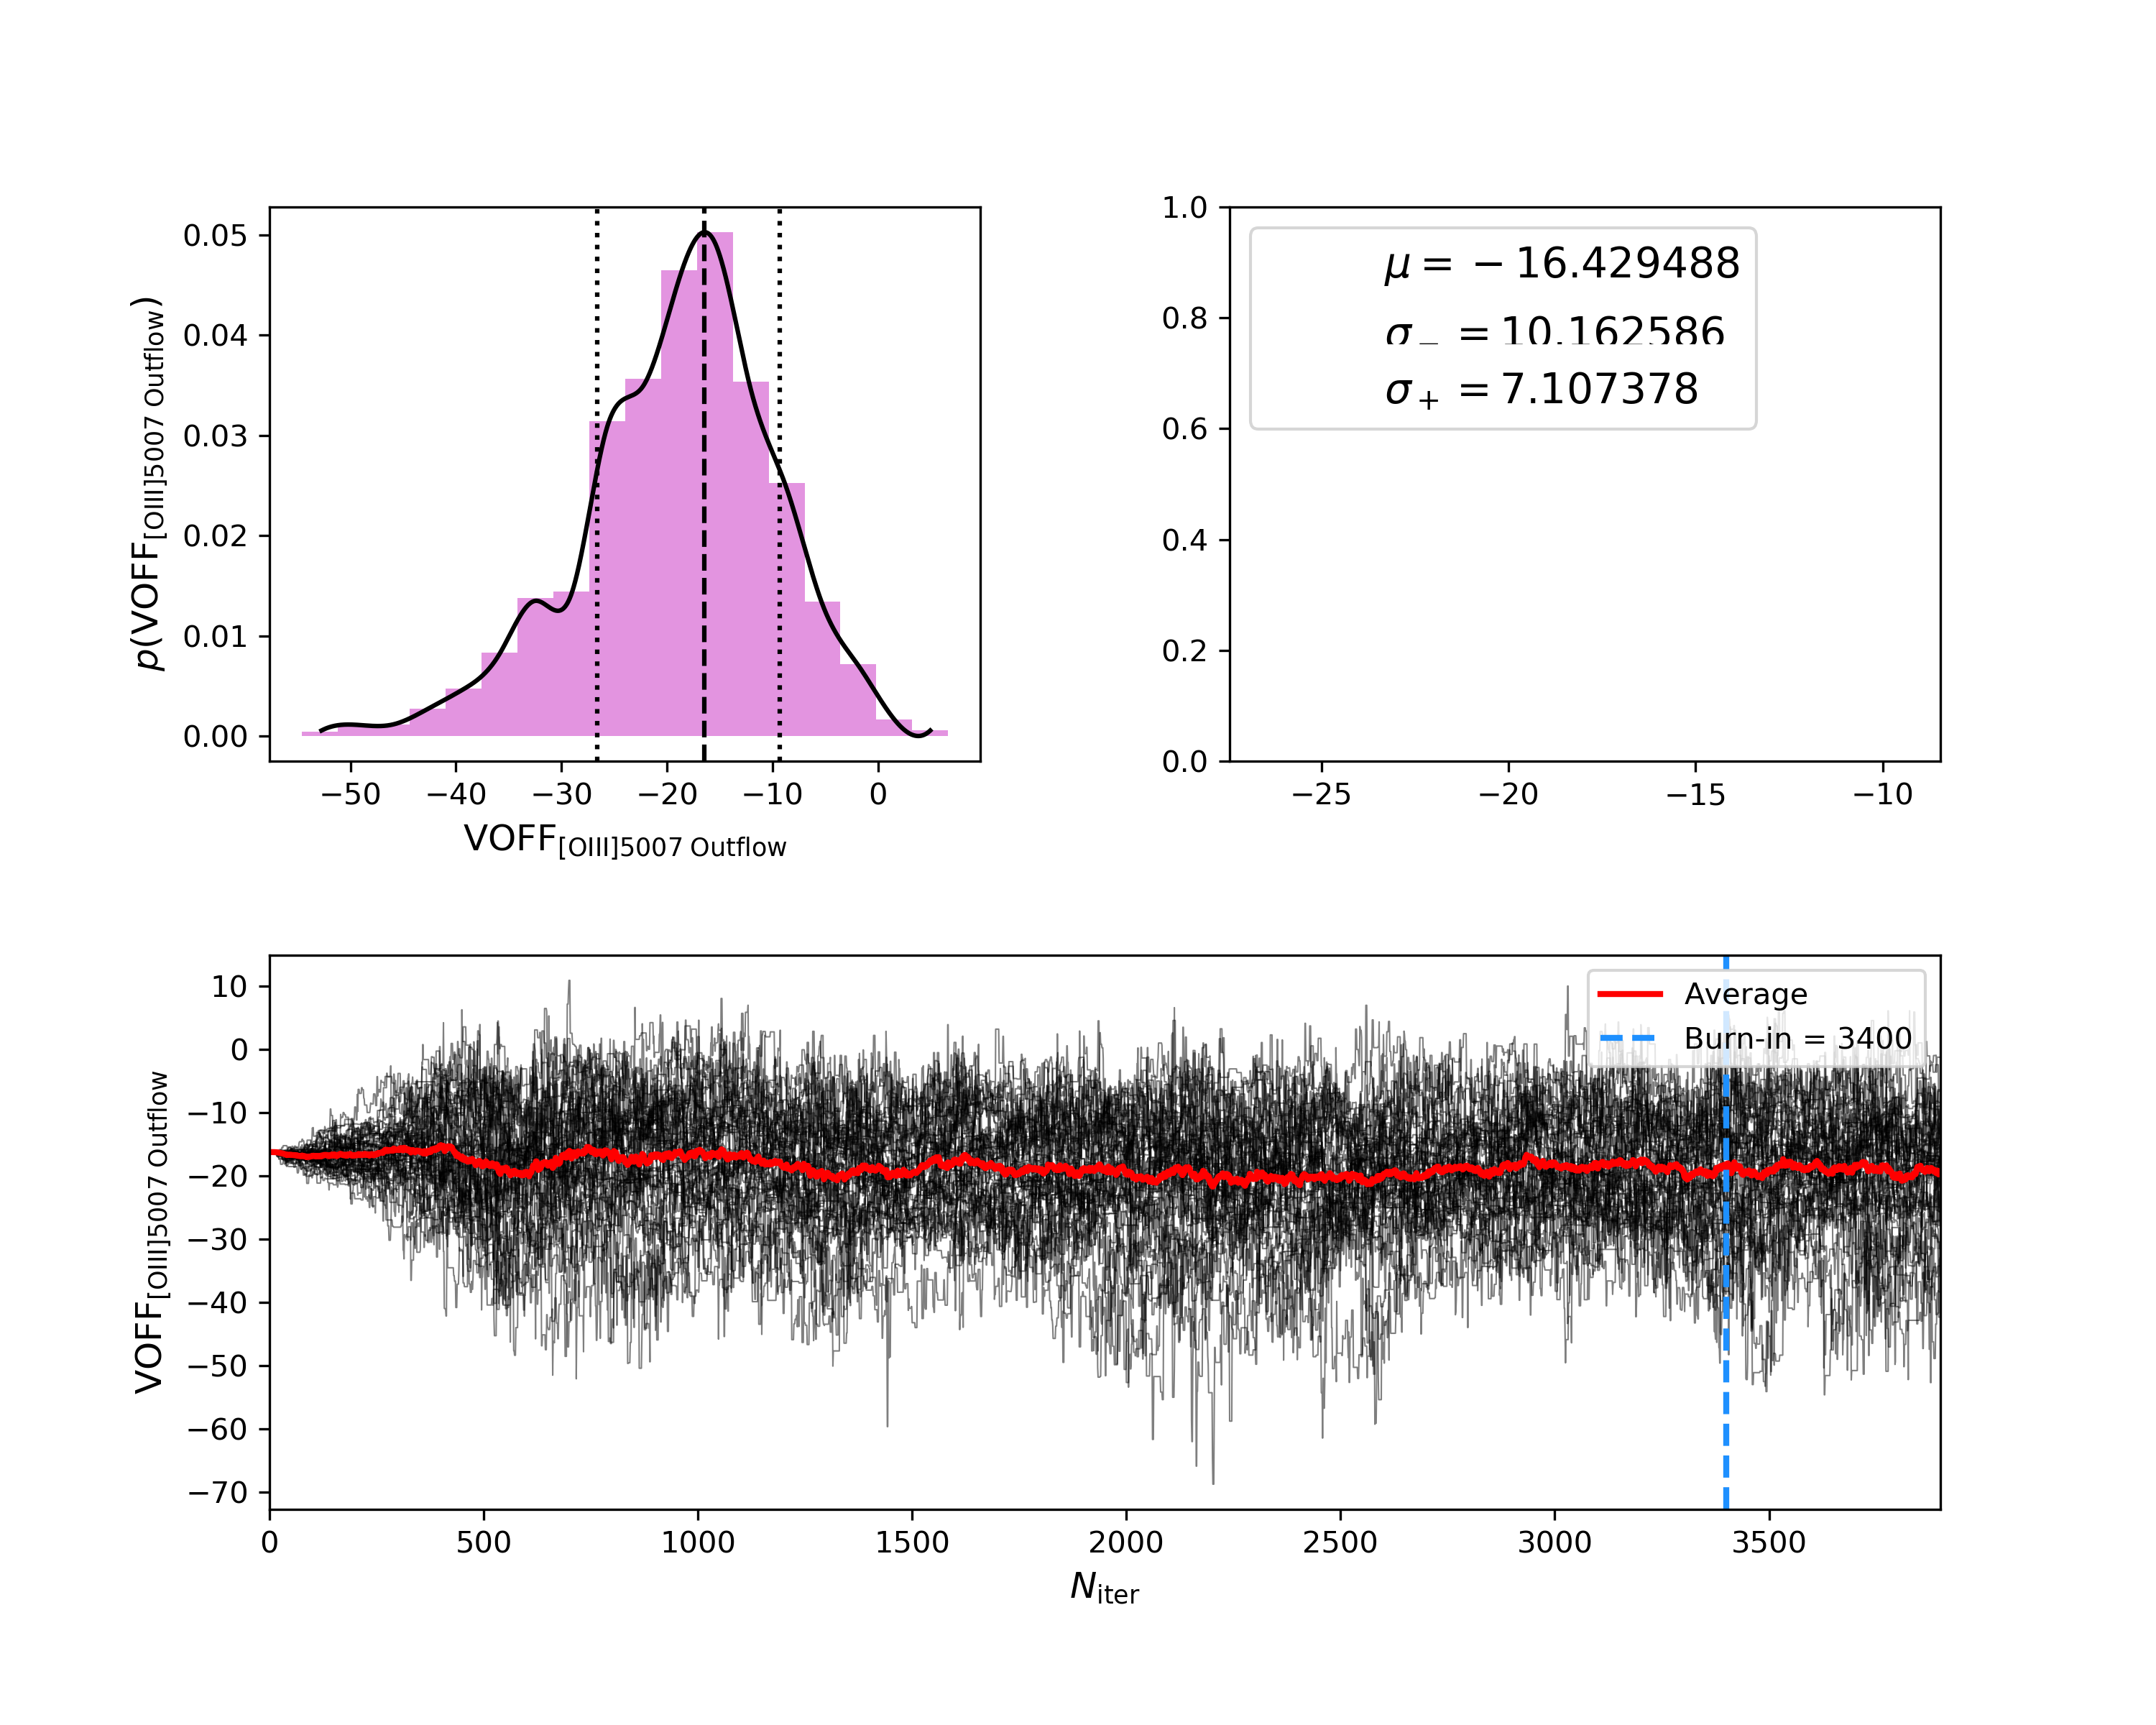 0.05
0.04
0.03
0.02
0.01
0.00
p(VOFF[OIII]5007 Outflow)
−50 −40 −30 −20 −10 0
VOFF[OIII]5007 Outflow
1.0
0.8
0.6
0.4
0.2
0.0
μ = − 16.429488
σ− = 10.162586
σ+ = 7.107378
−25 −20 −15 −10
10
0
−10
−20
−30
−40
−50
−60
−70
VOFF[OIII]5007 Outflow
Average
Burn-in = 3400
0 500 1000 1500 2000 2500 3000 3500
Niter